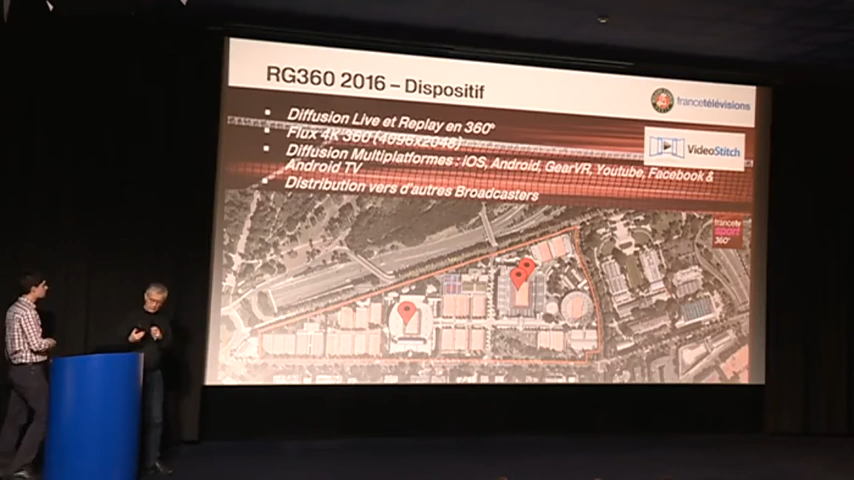 RG360 2016 – Dispositif
francetélévisions
Diffusion Live et Replay en 360°
Flux 4K 360 (4096x2048)
Diffusion Multiplatformes : IOS, Android, GearVR, Youtube, Facebook &
Android TV
Distribution vers d'autres Broadcasters
VideoStitch
francetv
sport
360°